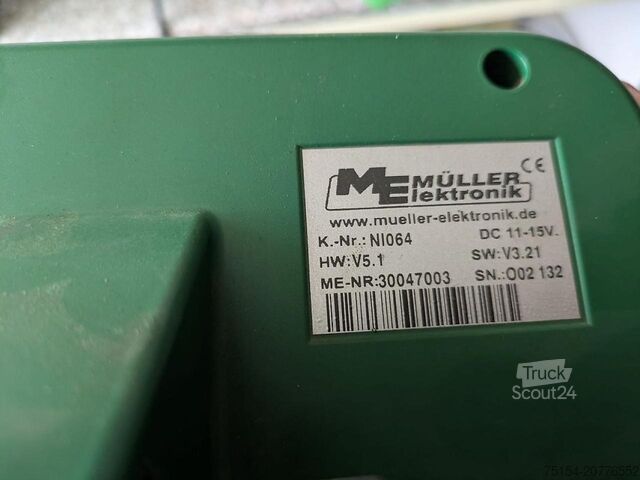 ME MÜLLER Elektronik CE
www.mueller-elektronik.de
K.-Nr.: NI064 DC 11-15V.
HW:V5.1 SW:V3.21
ME-NR:30047003 SN.:O02 132
Truck
Scout24
75154-20776552